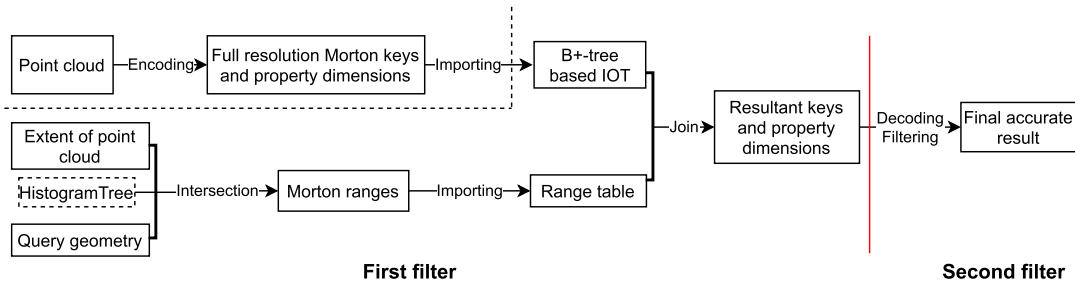 Point cloud
Encoding
Full resolution Morton keys
and property dimensions
Importing
B+-tree
based IOT
Extent of point
cloud
HistogramTree
Query geometry
Intersection
Morton ranges
Importing
Range table
Join
Resultant keys
and property
dimensions
Decoding
Filtering
Final accurate
result
First filter
Second filter